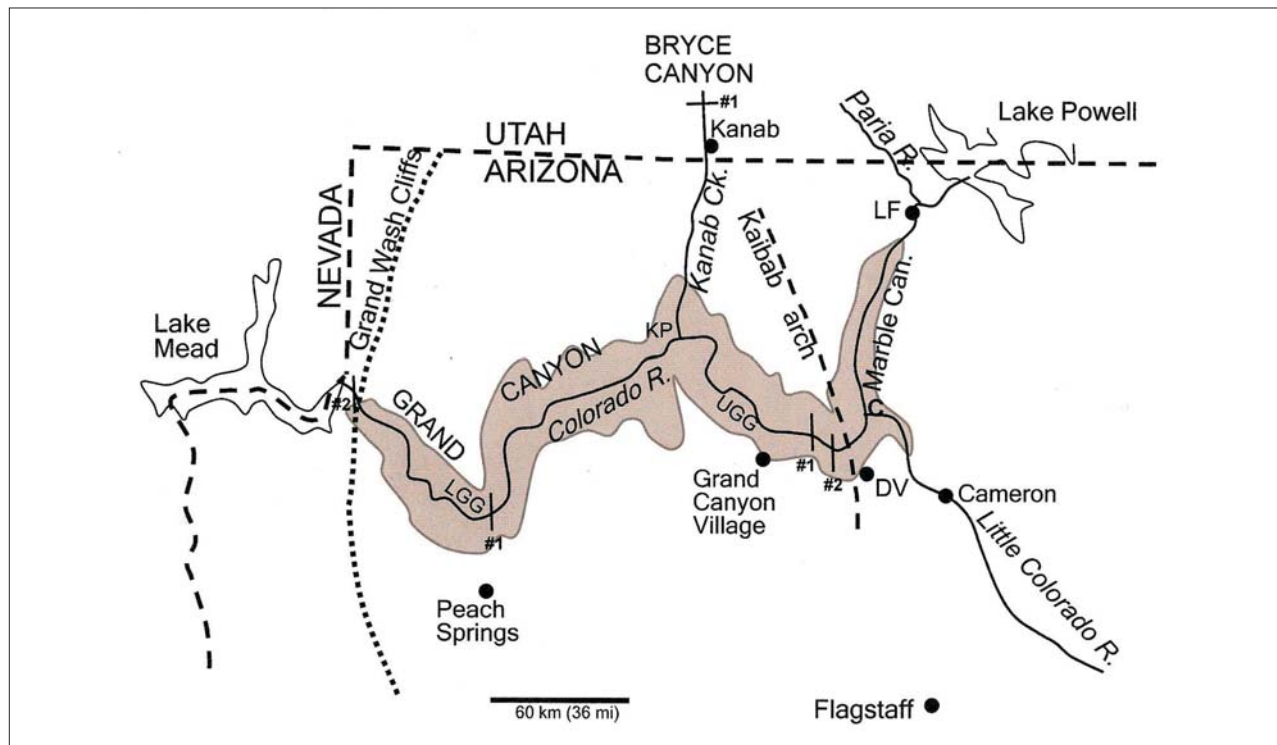 BRYCE
CANYON
#1
Kanab
Paria R.
Lake Powell
UTAH
ARIZONA
NEVADA
Grand Wash Cliffs
Kanab Ck.
LF
Kaibab
arch
Marble Can.
Lake
Mead
KP
#2
GRAND
CANYON
Colorado R.
UGG
C
LGG
#1
#1
#2
DV
Grand
Canyon
Village
Cameron
Little Colorado R.
Peach
Springs
60 km (36 mi)
Flagstaff